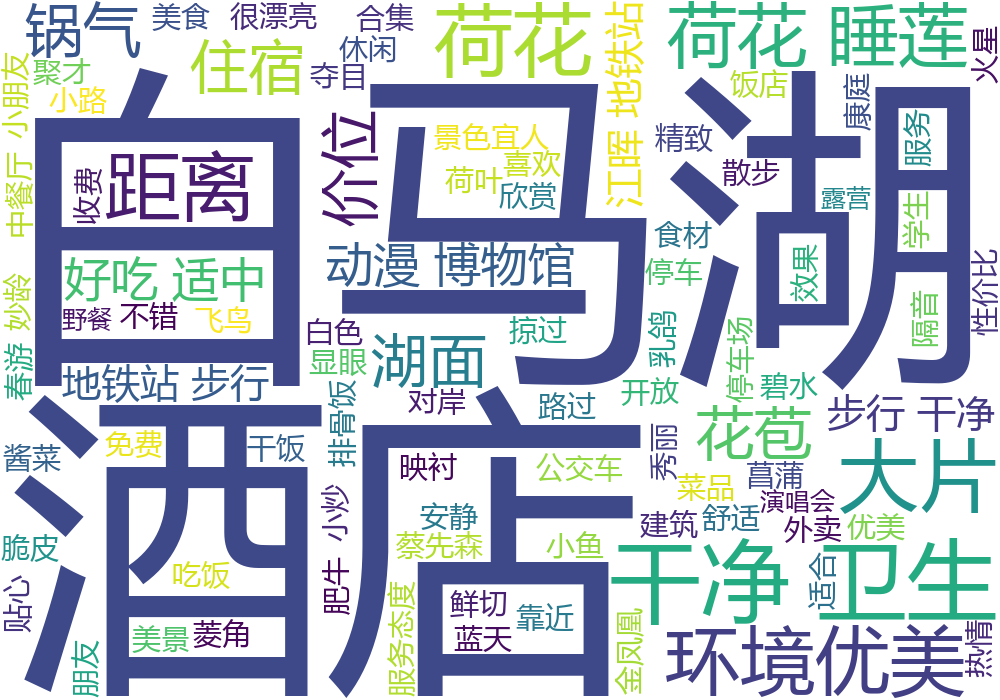 锅气
美食
很漂亮
合集
休闲
荷花
地铁站
荷花 睡莲
火星
小朋友
聚才
小路
住宿
夺目
饭店
康庭
服务
白马湖 酒店
中餐厅
收费
距离
价位
景色宜人
喜欢
荷叶
欣赏
江晖
精致
散步
露营
学生
食材
停车
效果
性价比
隔音
好吃 适中
动漫 博物馆
妙龄
野餐
不错
飞鸟
白色
显眼
掠过
乳鸽
停车场
碧水
开放
春游
地铁站 步行
湖面
排骨饭
对岸
路过
花苞
步行 干净
秀丽
酱菜
免费
干饭
映衬
公交车
菜品
菖蒲
大片
演唱会
建筑
舒适
外卖
优美
脆皮
吃饭
肥牛 小炒
安静
蔡先森
小鱼
干净 卫生
适合
贴心
朋友
美景
菱角
服务态度
鲜切
蓝天
靠近
金凤凰
环境优美
热情